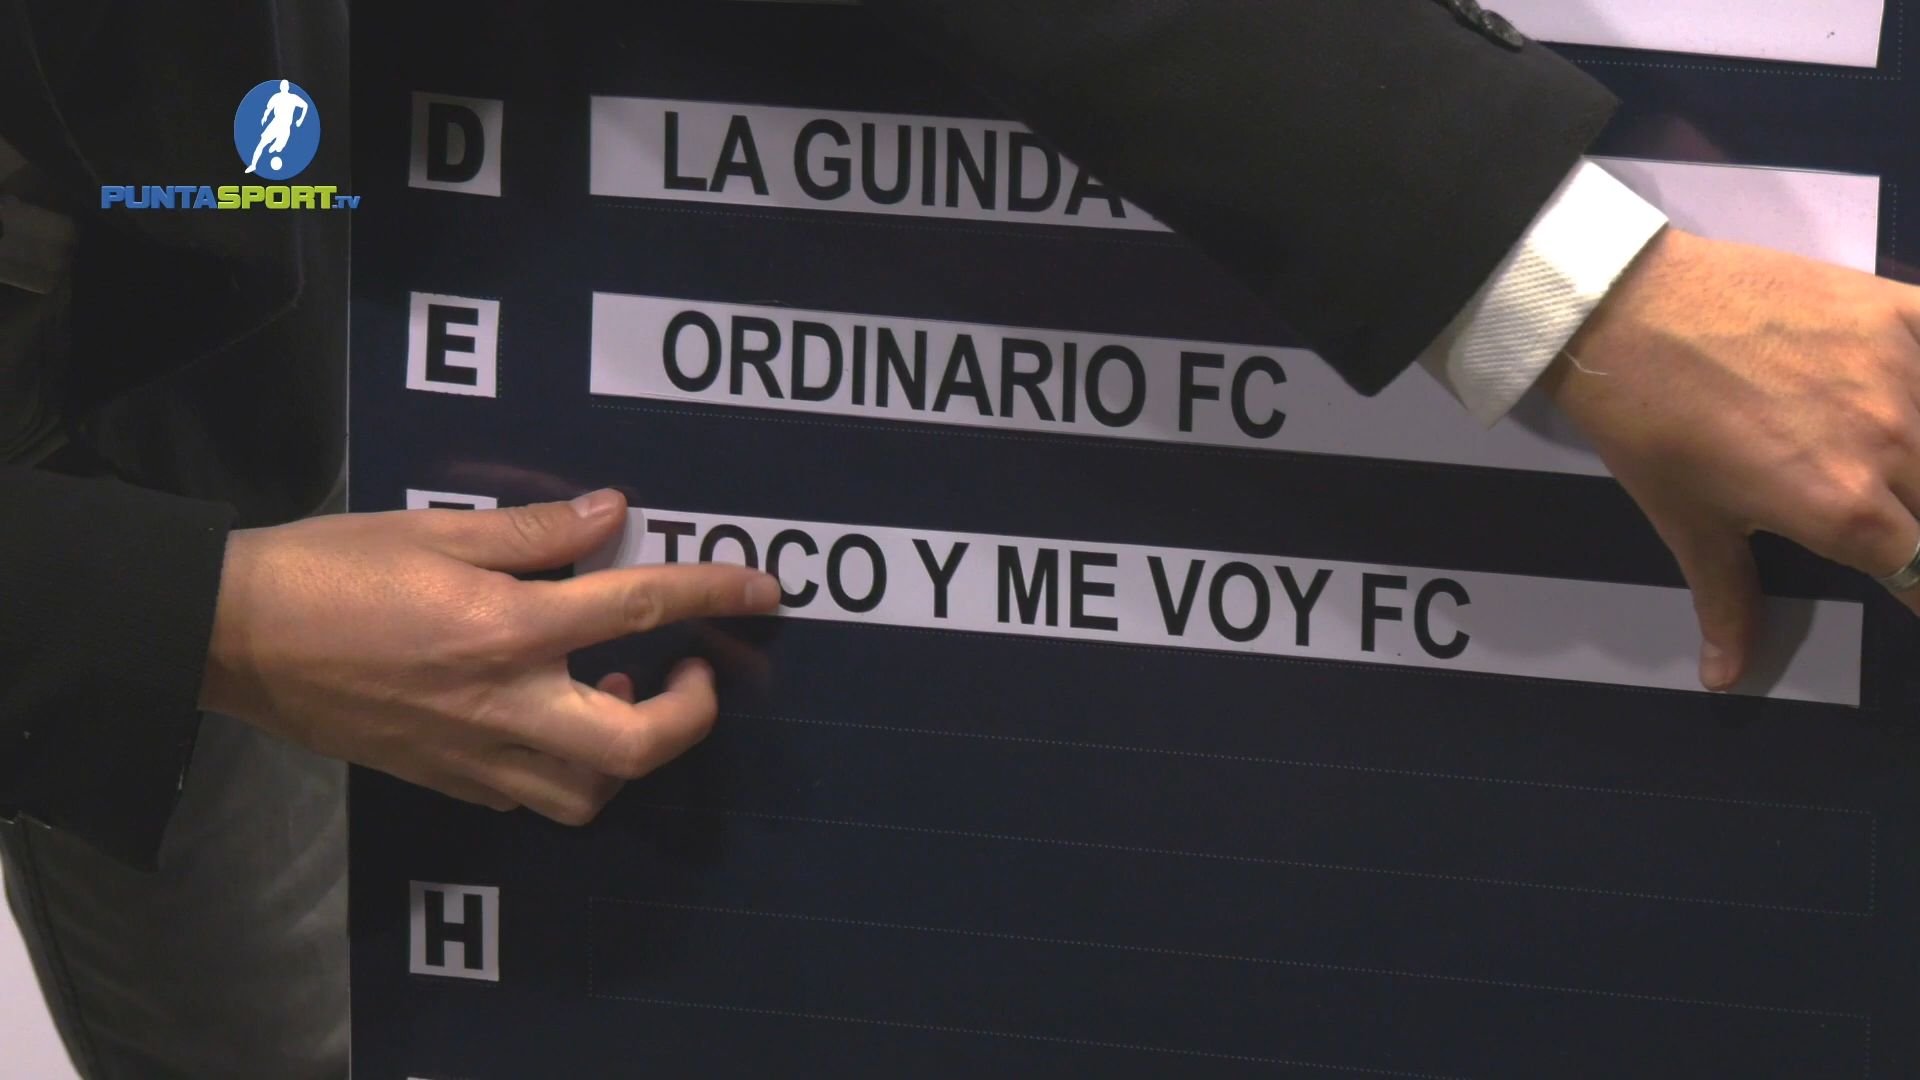 PUNTASPORT.TV
D LA GUINDA
E ORDINARIO FC
TOCO Y ME VOY FC
H